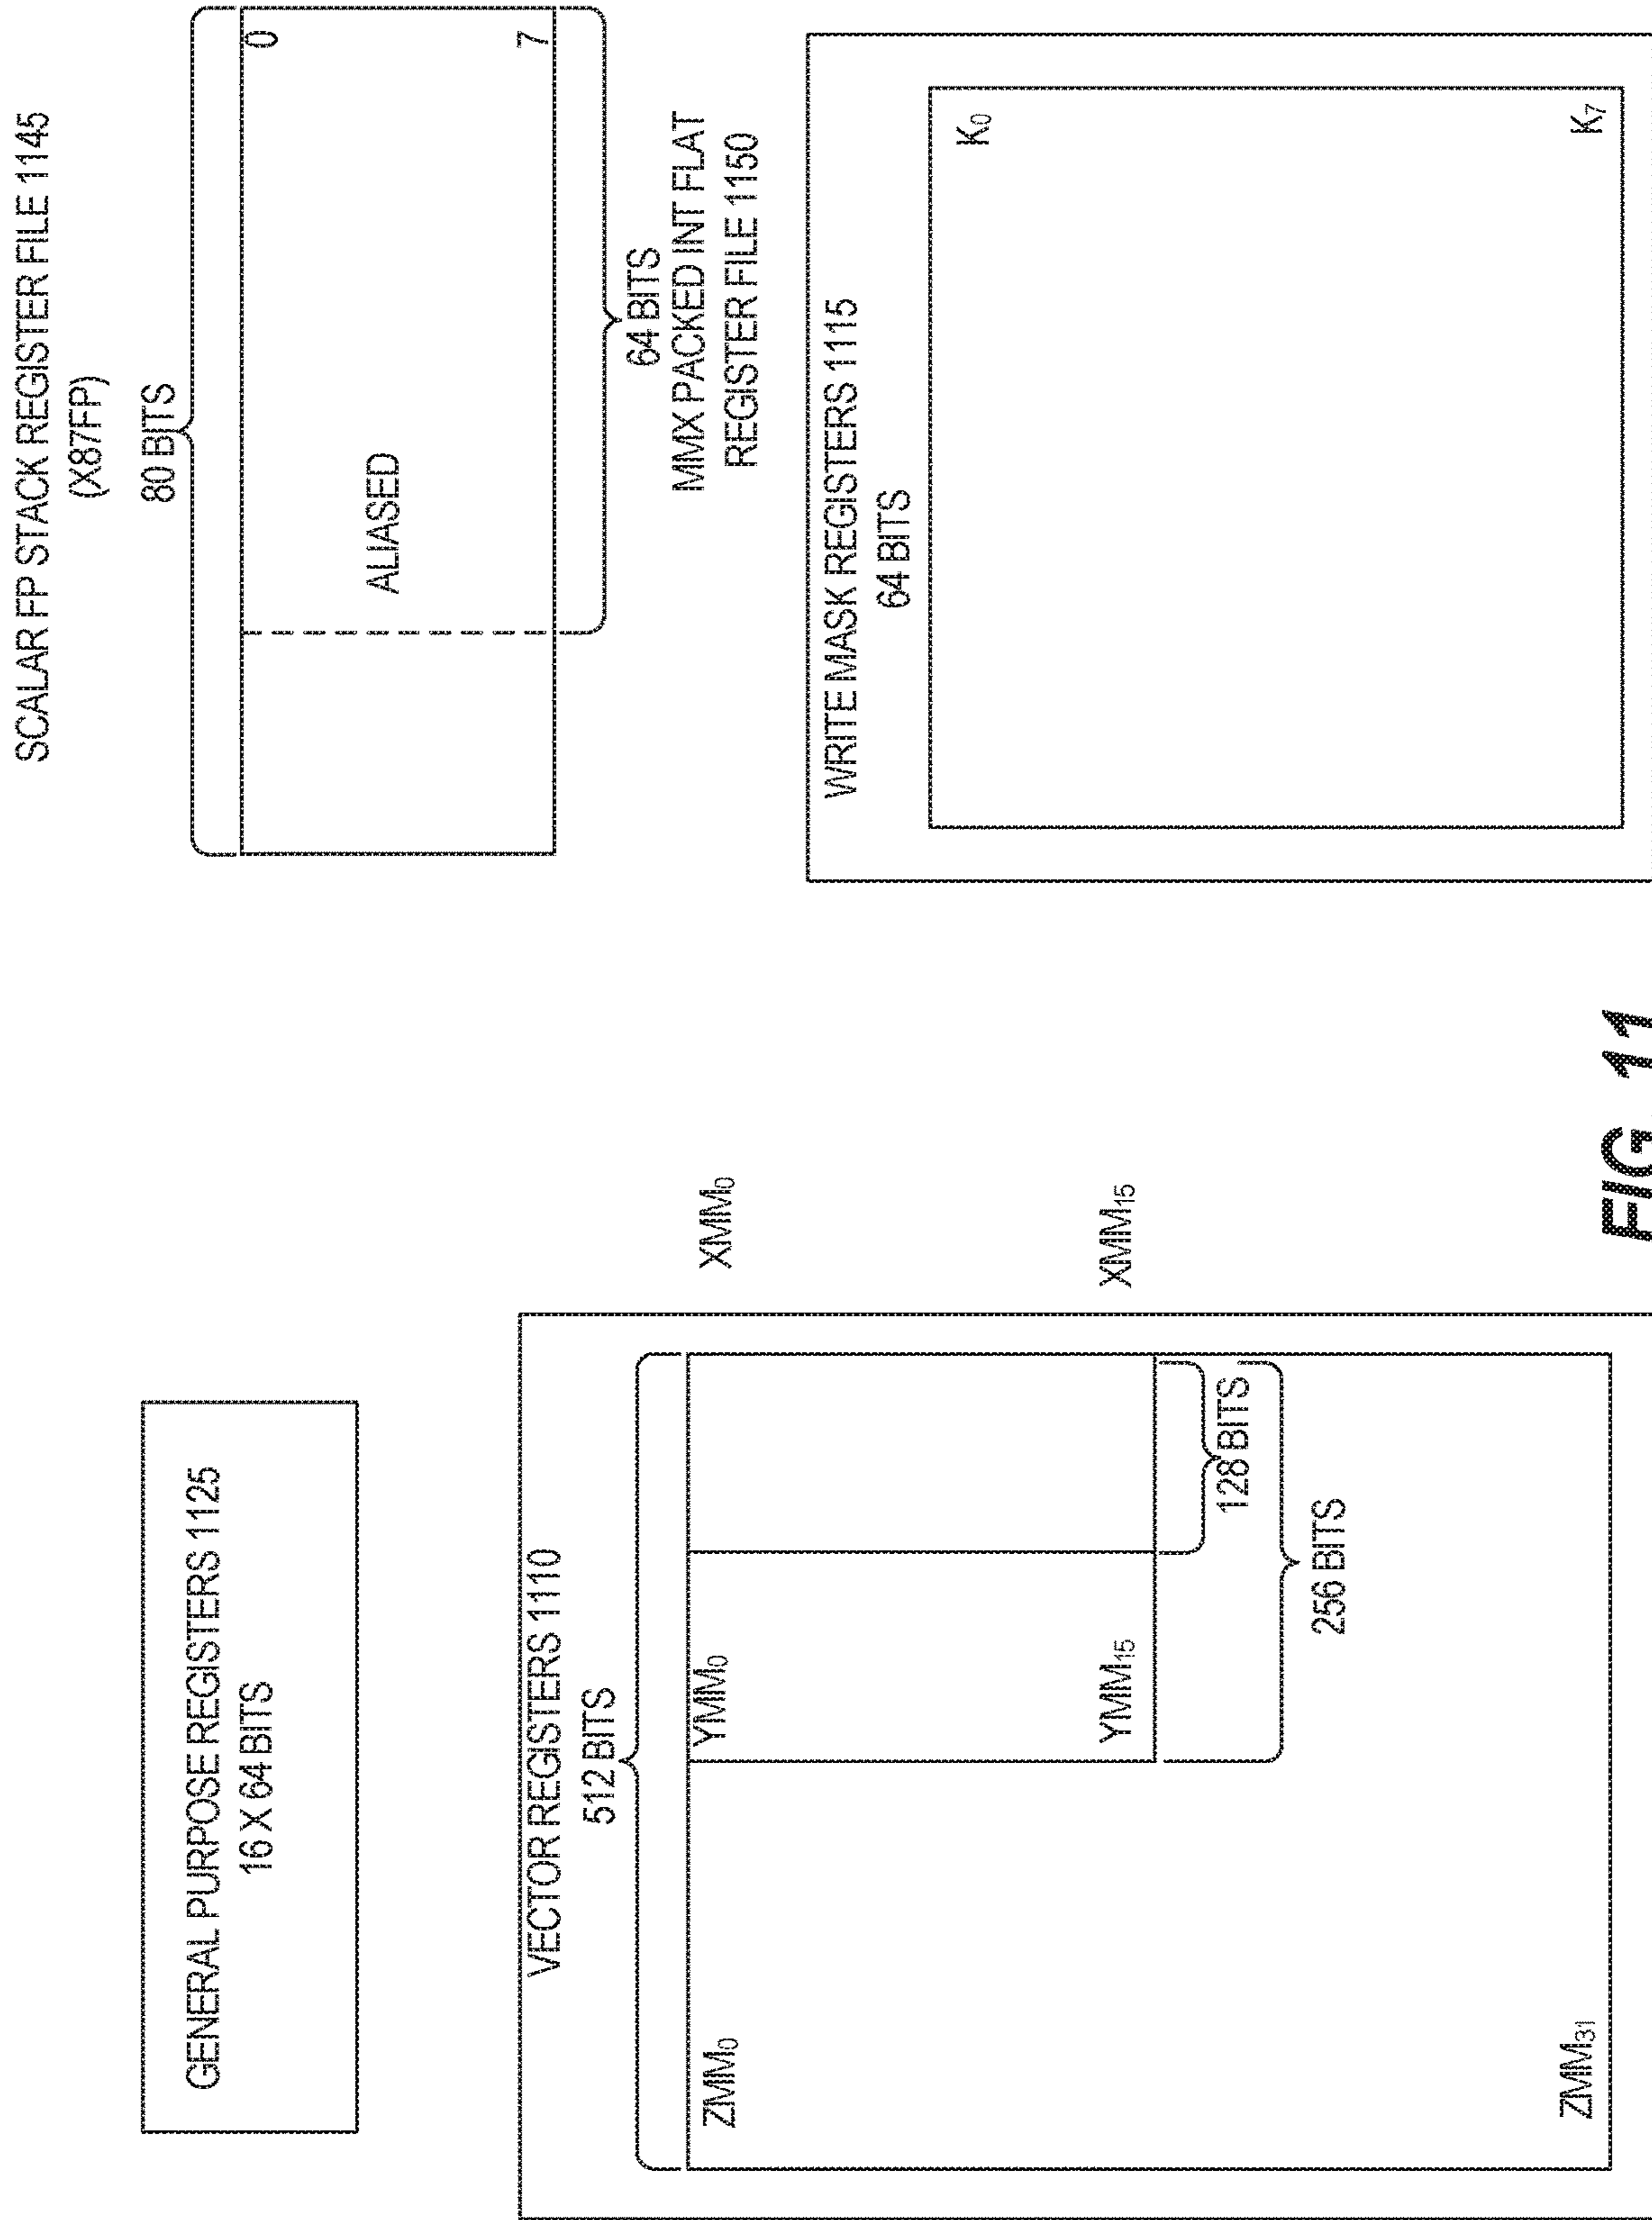 GENERAL PURPOSE REGISTERS 1125
16 X 64 BITS
VECTOR REGISTERS 1110
512 BITS
ZMM0
YMM0
XMM0
YMM15
XMM15
128 BITS
256 BITS
ZMM31
SCALAR FP STACK REGISTER FILE 1145
(X87FP)
80 BITS
0
ALIASED
7
64 BITS
MMX PACKED INT FLAT
REGISTER FILE 1150
WRITE MASK REGISTERS 1115
64 BITS
K0
K7
FIG. 11